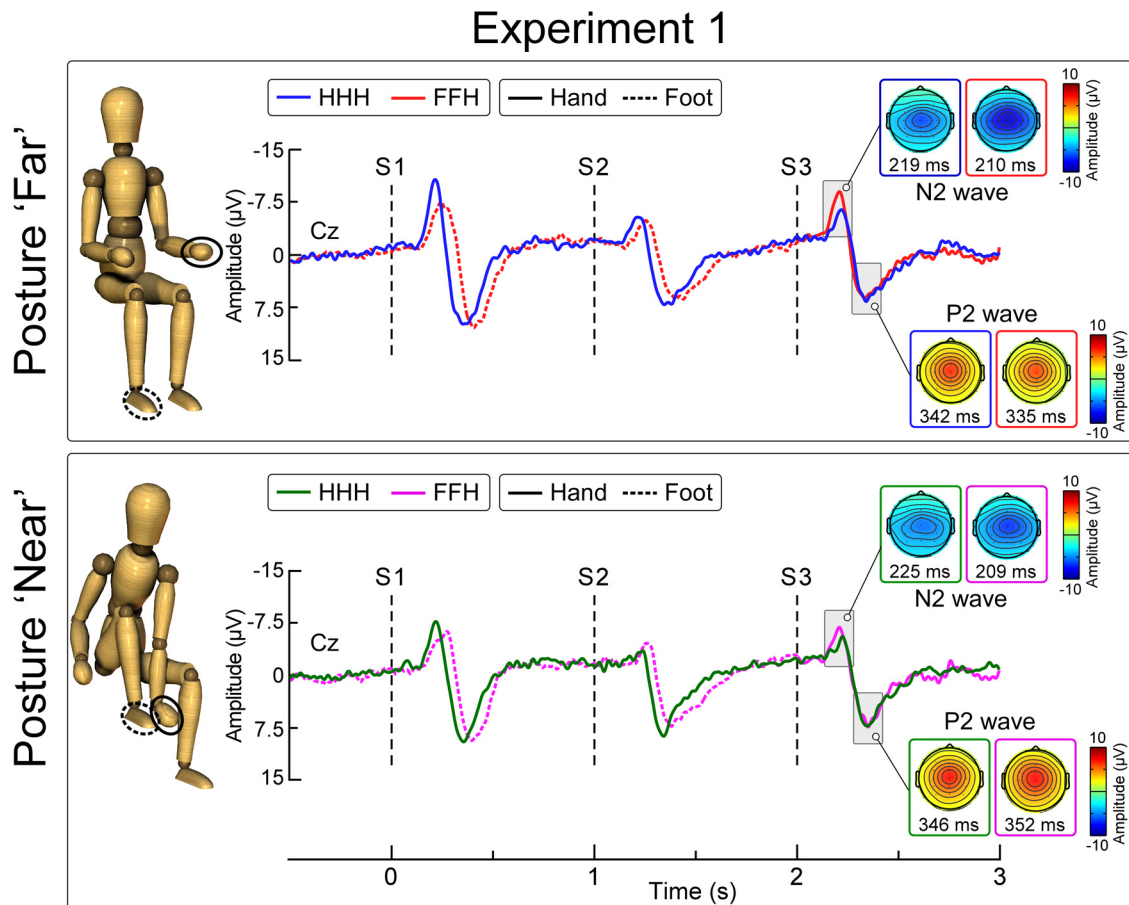 Experiment 1
Posture ‘Far’
HHH FFH Hand Foot
-15
-7.5
0
7.5
15
Amplitude (µV)
Cz
S1 S2 S3
219 ms 210 ms
N2 wave
10
-10
Amplitude (µV)
P2 wave
342 ms 335 ms
10
-10
Amplitude (µV)
Posture ‘Near’
HHH FFH Hand Foot
-15
-7.5
0
7.5
15
Amplitude (µV)
Cz
S1 S2 S3
225 ms 209 ms
N2 wave
10
-10
Amplitude (µV)
P2 wave
346 ms 352 ms
10
-10
Amplitude (µV)
0 1 2 3
Time (s)